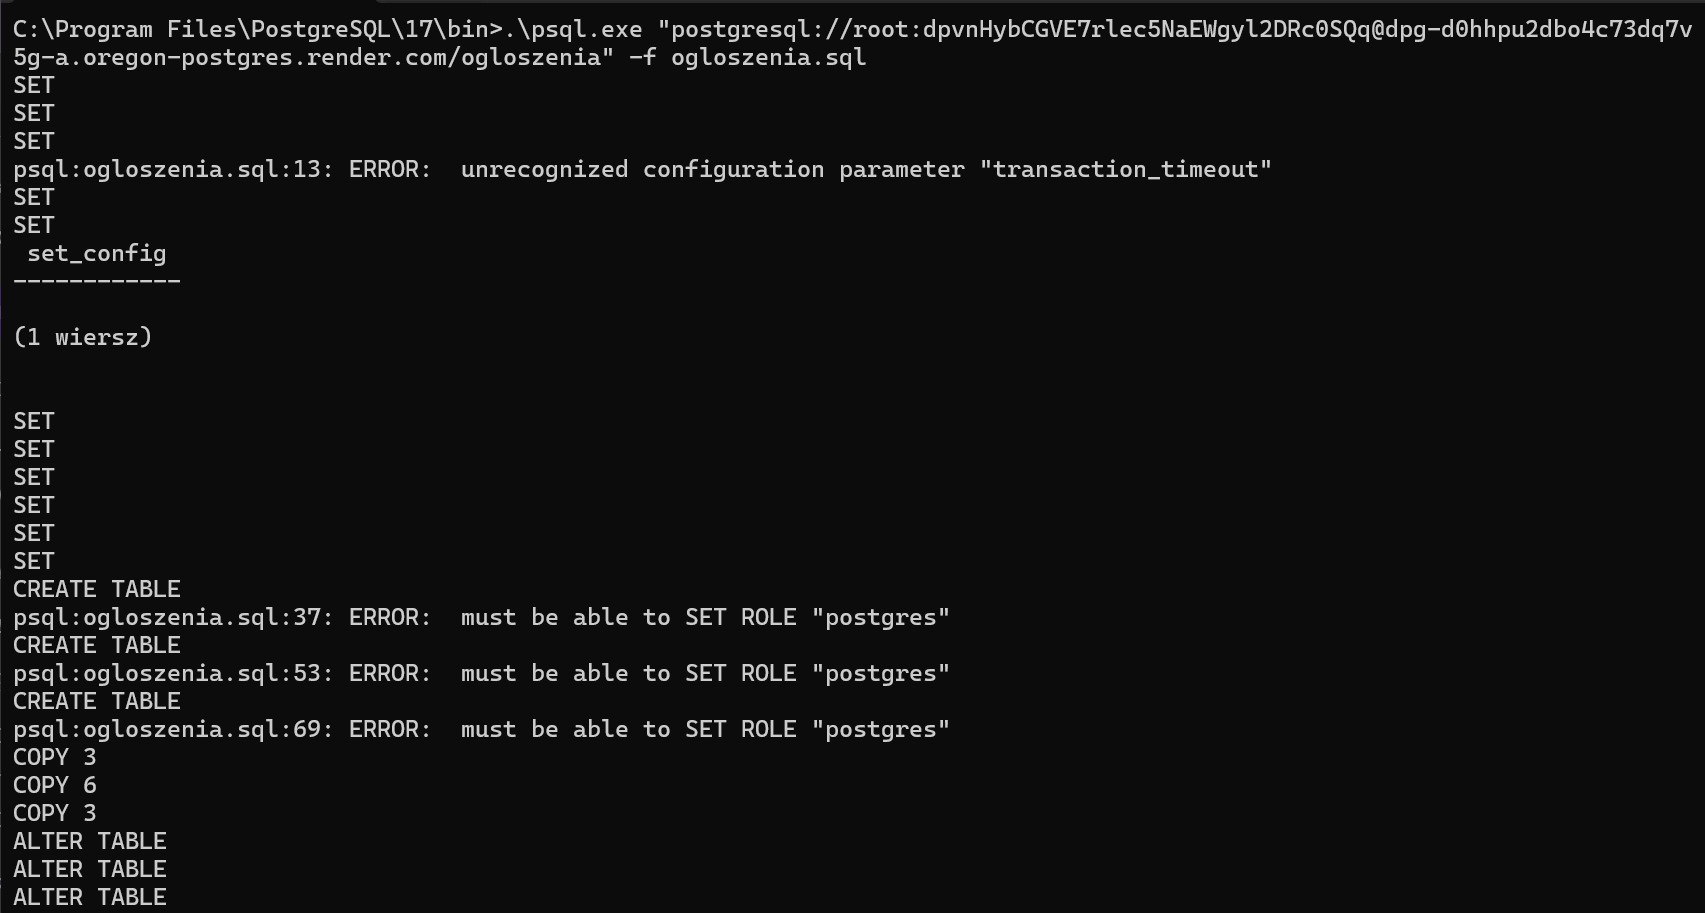 C:\Program Files\PostgreSQL\17\bin>.\psql.exe "postgresql://root:dpvnHybCGVE7rlec5NaEWgyl2DRc0SQq@dpg-d0hhpu2dbo4c73dq7v
5g-a.oregon-postgres.render.com/ogloszenia" -f ogloszenia.sql
SET
SET
SET
psql:ogloszenia.sql:13: ERROR:  unrecognized configuration parameter "transaction_timeout"
SET
SET
 set_config
------------
(1 wiersz)
SET
SET
SET
SET
SET
SET
CREATE TABLE
psql:ogloszenia.sql:37: ERROR:  must be able to SET ROLE "postgres"
CREATE TABLE
psql:ogloszenia.sql:53: ERROR:  must be able to SET ROLE "postgres"
CREATE TABLE
psql:ogloszenia.sql:69: ERROR:  must be able to SET ROLE "postgres"
COPY 3
COPY 6
COPY 3
ALTER TABLE
ALTER TABLE
ALTER TABLE